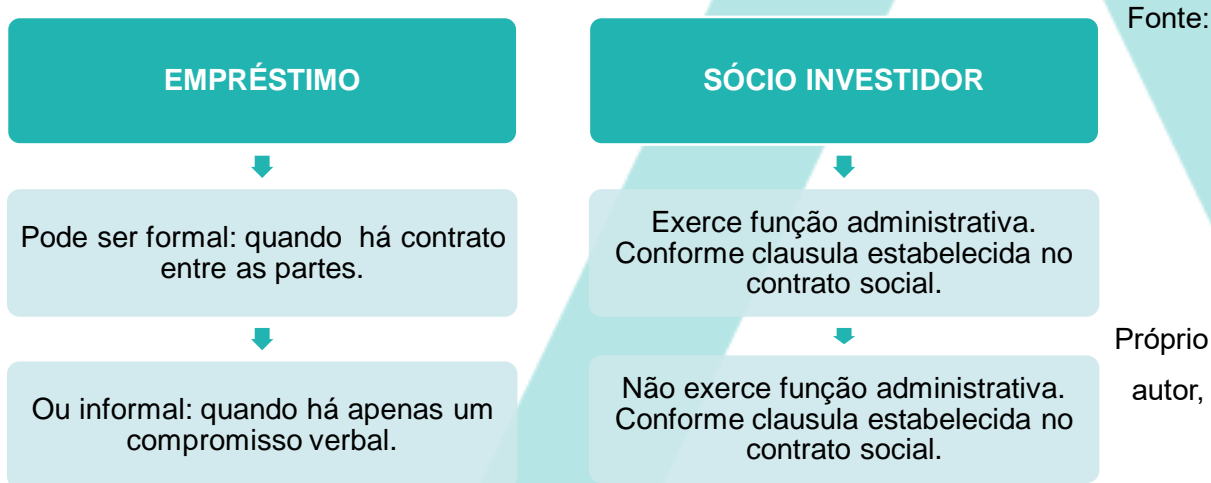 EMPRÉSTIMO
Pode ser formal: quando há contrato
entre as partes.
Ou informal: quando há apenas um
compromisso verbal.
SÓCIO INVESTIDOR
Exerce função administrativa.
Conforme clausula estabelecida no
contrato social.
Não exerce função administrativa.
Conforme clausula estabelecida no
contrato social.
Fonte:
Próprio
autor,